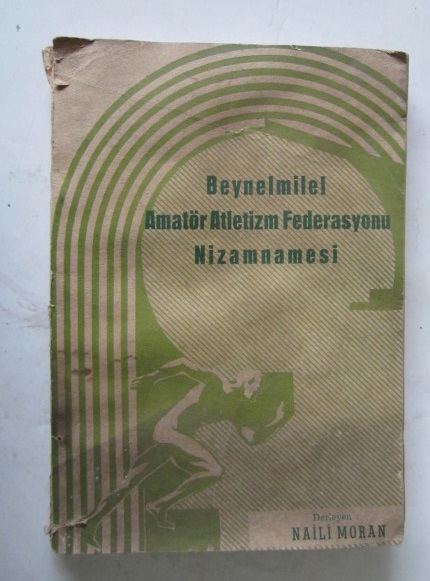 Beynelmilel
Amatör Atletizm Federasyonu
Nizamnamesi
Derleyen :
NAİLİ MORAN